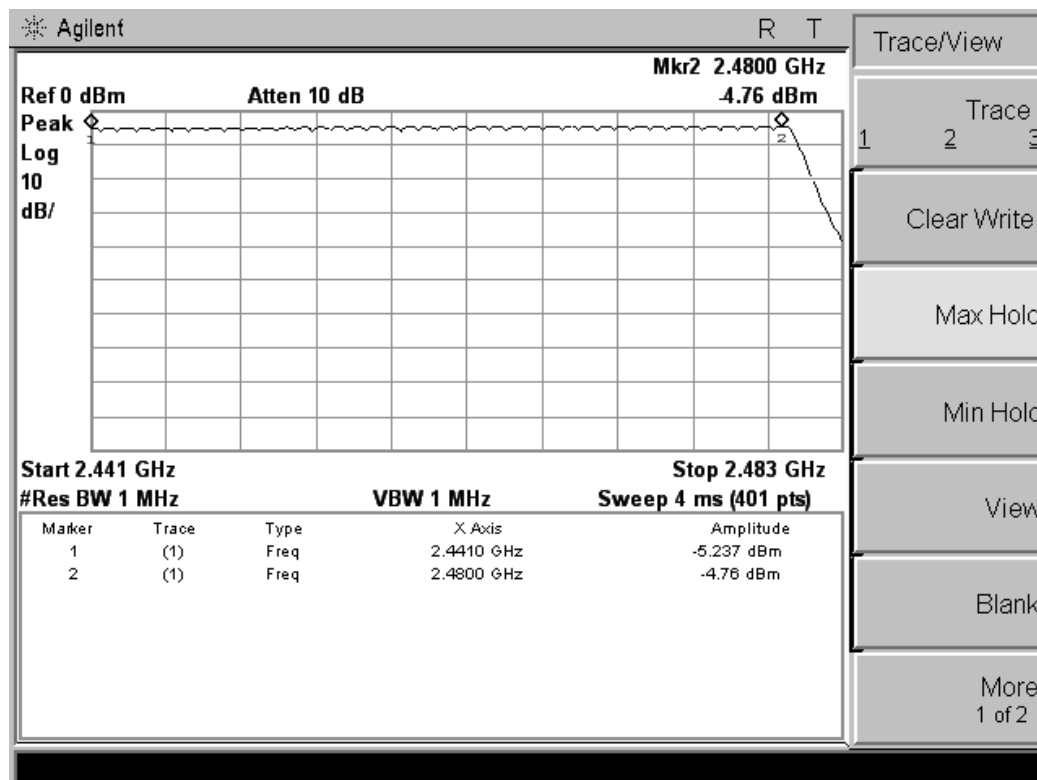 Agilent R T
Mkr2 2.4800 GHz
Ref 0 dBm Atten 10 dB -4.76 dBm
Peak
Log
10
dB/
1
2
Start 2.441 GHz Stop 2.483 GHz
#Res BW 1 MHz VBW 1 MHz Sweep 4 ms (401 pts)
Marker Trace Type X Axis Amplitude
1 (1) Freq 2.4410 GHz -5.237 dBm
2 (1) Freq 2.4800 GHz -4.76 dBm
Trace/View
Trace
1 2 3
Clear Write
Max Hold
Min Hold
View
Blank
More
1 of 2